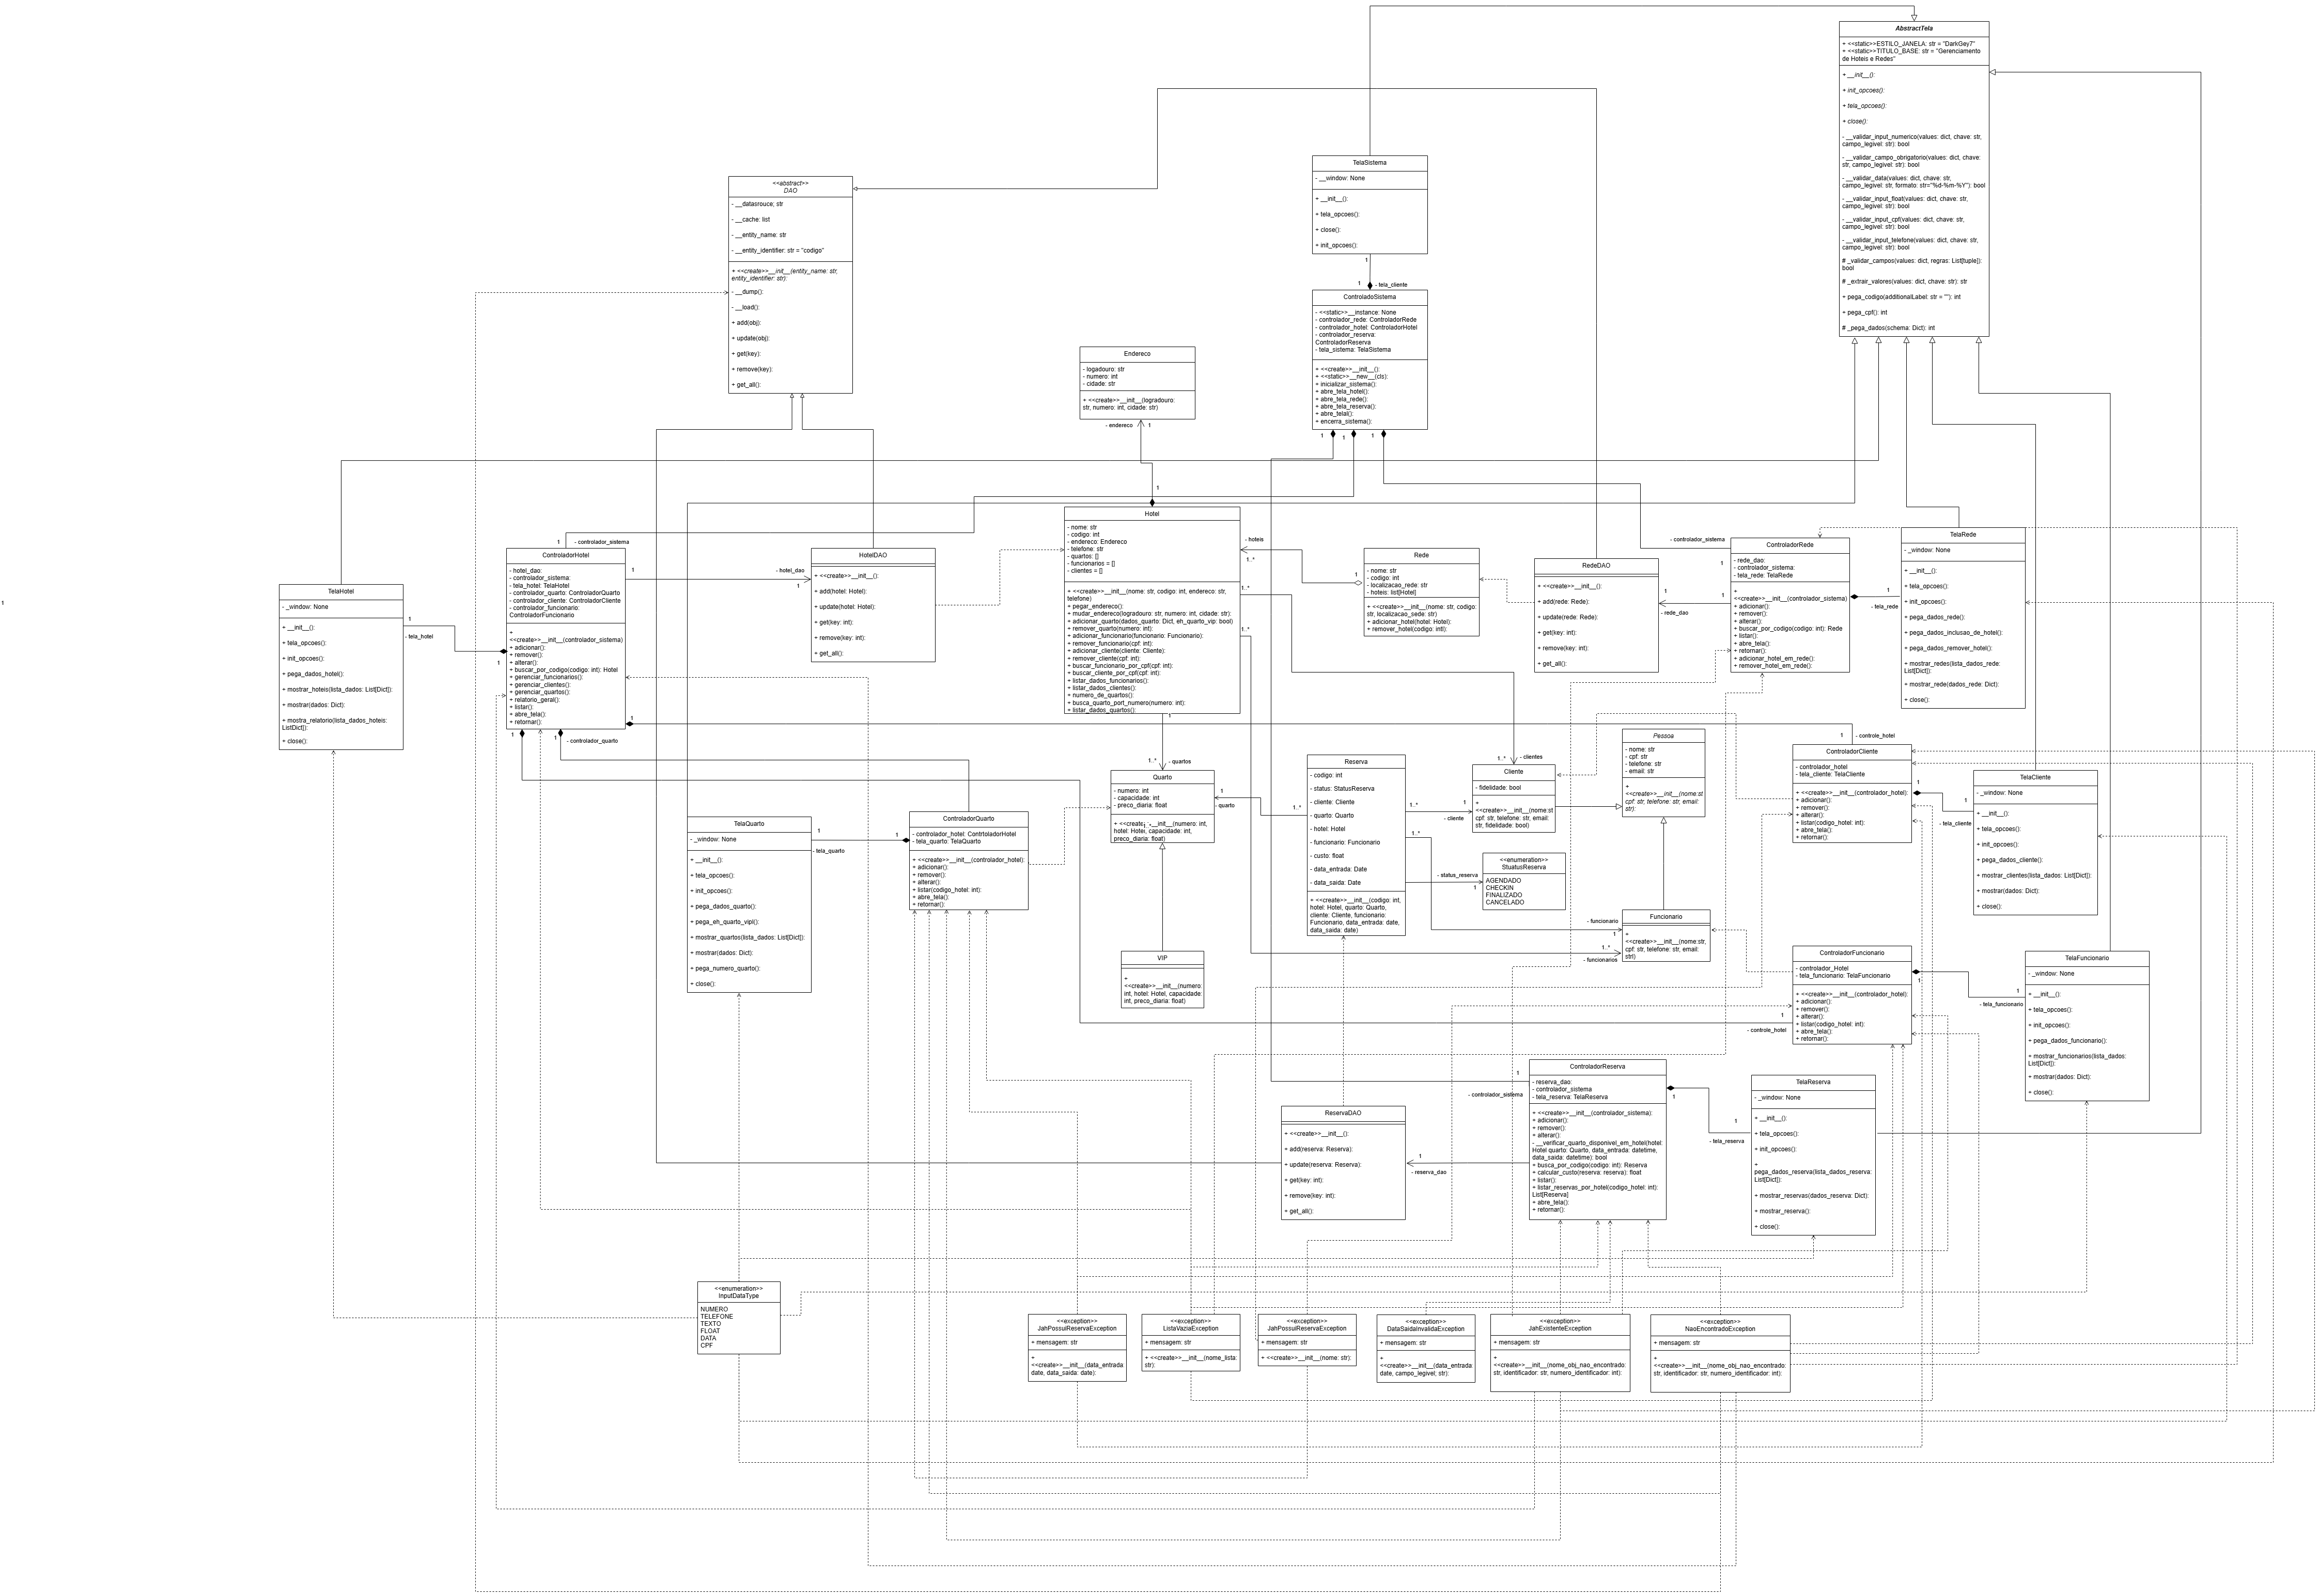 AbstractTela
+ <<static>>ESTILO_JANELA: str = "DarkGey7"
+ <<static>>TITULO_BASE: str = "Gerenciamento
de Hoteis e Redes"
+ __init__():
+ init_opcoes():
+ tela_opcoes():
+ close():
- __validar_input_numerico(values: dict, chave: str,
campo_legivel: str): bool
- __validar_campo_obrigatorio(values: dict, chave:
str, campo_legivel: str): bool
- __validar_data(values: dict, chave: str,
campo_legivel: str, formato: str="%d-%m-%Y"): bool
- __validar_input_float(values: dict, chave: str,
campo_legivel: str): bool
- __validar_input_cpf(values: dict, chave: str,
campo_legivel: str): bool
- __validar_input_telefone(values: dict, chave: str,
campo_legivel: str): bool
# _validar_campos(values: dict, regras: List[tuple]):
bool
# _extrair_valores(values: dict, chave: str): str
+ pega_codigo(additionalLabel: str = ""): int
+ pega_cpf(): int
# _pega_dados(schema: Dict): int
TelaSistema
- __window: None
+ __init__():
+ tela_opcoes():
+ close():
+ init_opcoes():
1
1
- tela_cliente
<<abstract>>
DAO
- __datasrouce; str
- __cache: list
- __entity_name: str
- __entity_identifier: str = "codigo"
+ <<create>>__init__(entity_name: str,
entity_identifier: str):
- __dump():
- __load():
+ add(obj):
+ update(obj):
+ get(key):
+ remove(key):
+ get_all():
ControladoSistema
- <<static>>__instance: None
- controlador_rede: ControladorRede
- controlador_hotel: ControladorHotel
- controlador_reserva:
ControladorReserva
- tela_sistema: TelaSistema
+ <<create>>__init__():
+ <<static>>__new__(cls):
+ inicializar_sistema():
+ abre_tela_hotel():
+ abre_tela_rede():
+ abre_tela_reserva():
+ abre_telal():
+ encerra_sistema():
1
1
1
Endereco
- logadouro: str
- numero: int
- cidade: str
+ <<create>>__init__(logradouro:
str, numero: int, cidade: str)
- endereco
1
1
Hotel
- nome: str
- codigo: int
- endereco: Endereco
- telefone: str
- quartos: []
- funcionarios = []
- clientes = []
+ <<create>>__init__(nome: str, codigo: int, endereco: str,
telefone)
+ pegar_endereco():
+ mudar_endereco(logradouro: str, numero: int, cidade: str):
+ adicionar_quarto(dados_quarto: Dict, eh_quarto_vip: bool)
+ remover_quarto(numero: int):
+ adicionar_funcionario(funcionario: Funcionario):
+ remover_funcionario(cpf: int):
+ adicionar_cliente(cliente: Cliente):
+ remover_cliente(cpf: int):
+ buscar_funcionario_por_cpf(cpf: int):
+ buscar_cliente_por_cpf(cpf: int):
+ listar_dados_funcionarios():
+ listar_dados_clientes():
+ numero_de_quartos():
+ busca_quarto_port_numero(numero: int):
+ listar_dados_quartos():
- hoteis
1..*
1..*
1..*
1
Rede
- nome: str
- codigo: int
- localizacao_rede: str
- hoteis: list[Hotel]
+ <<create>>__init__(nome: str, codigo:
str, localizacao_sede: str)
+ adicionar_hotel(hotel: Hotel):
+ remover_hotel(codigo: intl):
1
RedeDAO
+ <<create>>__init__():
+ add(rede: Rede):
+ update(rede: Rede):
+ get(key: int):
+ remove(key: int):
+ get_all():
1
- rede_dao
1
- controlador_sistema
1
ControladorRede
- rede_dao:
- controlador_sistema:
- tela_rede: TelaRede
+
<<create>>__init__(controlador_sistema)
+ adicionar():
+ remover():
+ alterar():
+ buscar_por_codigo(codigo: int): Rede
+ listar():
+ abre_tela():
+ retornar():
+ adicionar_hotel_em_rede():
+ remover_hotel_em_rede():
1
1
- tela_rede
TelaRede
- _window: None
+ __init__():
+ tela_opcoes():
+ init_opcoes():
+ pega_dados_rede():
+ pega_dados_inclusao_de_hotel():
+ pega_dados_remover_hotel():
+ mostrar_redes(lista_dados_rede:
List[Dict]):
+ mostrar_rede(dados_rede: Dict):
+ close():
1
TelaHotel
- _window: None
+ __init__():
+ tela_opcoes():
+ init_opcoes():
+ pega_dados_hotel():
+ mostrar_hoteis(lista_dados: List[Dict]):
+ mostrar(dados: Dict):
+ mostra_relatorio(lista_dados_hoteis:
ListDict]):
+ close():
1
- tela_hotel
1
1
- controlador_sistema
ControladorHotel
- hotel_dao:
- controlador_sistema:
- tela_hotel: TelaHotel
- controlador_quarto: ControladorQuarto
- controlador_cliente: ControladorCliente
- controlador_funcionario:
ControladorFuncionario
+
<<create>>__init__(controlador_sistema)
+ adicionar():
+ remover():
+ alterar():
+ buscar_por_codigo(codigo: int): Hotel
+ gerenciar_funcionarios():
+ gerenciar_clientes():
+ gerenciar_quartos():
+ relatorio_geral():
+ listar():
+ abre_tela():
+ retornar():
1
1
1
1
- controlador_quarto
- hotel_dao
1
HotelDAO
+ <<create>>__init__():
+ add(hotel: Hotel):
+ update(hotel: Hotel):
+ get(key: int):
+ remove(key: int):
+ get_all():
TelaQuarto
- _window: None
+ __init__():
+ tela_opcoes():
+ init_opcoes():
+ pega_dados_quarto():
+ pega_eh_quarto_vipl():
+ mostrar_quartos(lista_dados: List[Dict]):
+ mostrar(dados: Dict):
+ pega_numero_quarto():
+ close():
1
- tela_quarto
1
ControladorQuarto
- controlador_hotel: ContrtoladorHotel
- tela_quarto: TelaQuarto
+ <<create>>__init__(controlador_hotel):
+ adicionar():
+ remover():
+ alterar():
+ listar(codigo_hotel: int):
+ abre_tela():
+ retornar():
1..*
- quartos
Quarto
- numero: int
- capacidade: int
- preco_diaria: float
+ <<create>>__init__(numero: int,
hotel: Hotel, capacidade: int,
preco_diaria: float)
1
- quarto
VIP
+
<<create>>__init__(numero:
int, hotel: Hotel, capacidade:
int, preco_diaria: float)
Reserva
- codigo: int
- status: StatusReserva
- cliente: Cliente
- quarto: Quarto
- hotel: Hotel
- funcionario: Funcionario
- custo: float
- data_entrada: Date
- data_saida: Date
+ <<create>>__init__(codigo: int,
hotel: Hotel, quarto: Quarto,
cliente: Cliente, funcionario:
Funcionario, data_entrada: date,
data_saida: date)
1..*
1..*
1..*
1
- cliente
1..*
- clientes
Cliente
- fidelidade: bool
+
<<create>>__init__(nome:st
cpf: str, telefone: str, email:
str, fidelidade: bool)
Pessoa
- nome: str
- cpf: str
- telefone: str
- email: str
+
<<create>>__init__(nome:st
cpf: str, telefone: str, email:
str):
<<enumeration>>
StuatusReserva
AGENDADO
CHECKIN
FINALIZADO
CANCELADO
- status_reserva
1
- funcionario
1
1..*
- funcionarios
Funcionario
+
<<create>>__init__(nome:str,
cpf: str, telefone: str, email:
strl)
1
- controle_hotel
ControladorCliente
- controlador_hotel
- tela_cliente: TelaCliente
+ <<create>>__init__(controlador_hotel):
+ adicionar():
+ remover():
+ alterar():
+ listar(codigo_hotel: int):
+ abre_tela():
+ retornar():
1
1
- tela_cliente
TelaCliente
- _window: None
+ __init__():
+ tela_opcoes():
+ init_opcoes():
+ pega_dados_cliente():
+ mostrar_clientes(lista_dados: List[Dict]):
+ mostrar(dados: Dict):
+ close():
ControladorFuncionario
- controlador_Hotel
- tela_funcionario: TelaFuncionario
+ <<create>>__init__(controlador_hotel):
+ adicionar():
+ remover():
+ alterar():
+ listar(codigo_hotel: int):
+ abre_tela():
+ retornar():
1
- controle_hotel
1
1
- tela_funcionario
TelaFuncionario
- _window: None
+ __init__():
+ tela_opcoes():
+ init_opcoes():
+ pega_dados_funcionario():
+ mostrar_funcionarios(lista_dados:
List[Dict]):
+ mostrar(dados: Dict):
+ close():
ReservaDAO
+ <<create>>__init__():
+ add(reserva: Reserva):
+ update(reserva: Reserva):
+ get(key: int):
+ remove(key: int):
+ get_all():
1
- reserva_dao
1
- controlador_sistema
ControladorReserva
- reserva_dao:
- controlador_sistema
- tela_reserva: TelaReserva
+ <<create>>__init__(controlador_sistema):
+ adicionar():
+ remover():
+ alterar():
- __verificar_quarto_disponivel_em_hotel(hotel:
Hotel quarto: Quarto, data_entrada: datetime,
data_saida: datetime): bool
+ busca_por_codigo(codigo: int): Reserva
+ calcular_custo(reserva: reserva): float
+ listar():
+ listar_reservas_por_hotel(codigo_hotel: int):
List[Reserva]
+ abre_tela():
+ retornar():
1
1
- tela_reserva
TelaReserva
- _window: None
+ __init__():
+ tela_opcoes():
+ init_opcoes():
+
pega_dados_reserva(lista_dados_reserva:
List[Dict]):
+ mostrar_reservas(dados_reserva: Dict):
+ mostrar_reserva():
+ close():
<<enumeration>>
InputDataType
NUMERO
TELEFONE
TEXTO
FLOAT
DATA
CPF
<<exception>>
JahPossuiReservaException
+ mensagem: str
+
<<create>>__init__(data_entrada:
date, data_saida: date):
<<exception>>
ListaVaziaException
+ mensagem: str
+ <<create>>__init__(nome_lista:
str):
<<exception>>
JahPossuiReservaException
+ mensagem: str
+ <<create>>__init__(nome: str):
<<exception>>
DataSaidaInvalidaException
+ mensagem: str
+
<<create>>__init__(data_entrada:
date, campo_legivel, str):
<<exception>>
JahExistenteException
+ mensagem: str
+
<<create>>__init__(nome_obj_nao_encontrado:
str, identificador: str, numero_identificador: int):
<<exception>>
NaoEncontradoException
+ mensagem: str
+
<<create>>__init__(nome_obj_nao_encontrado:
str, identificador: str, numero_identificador: int):